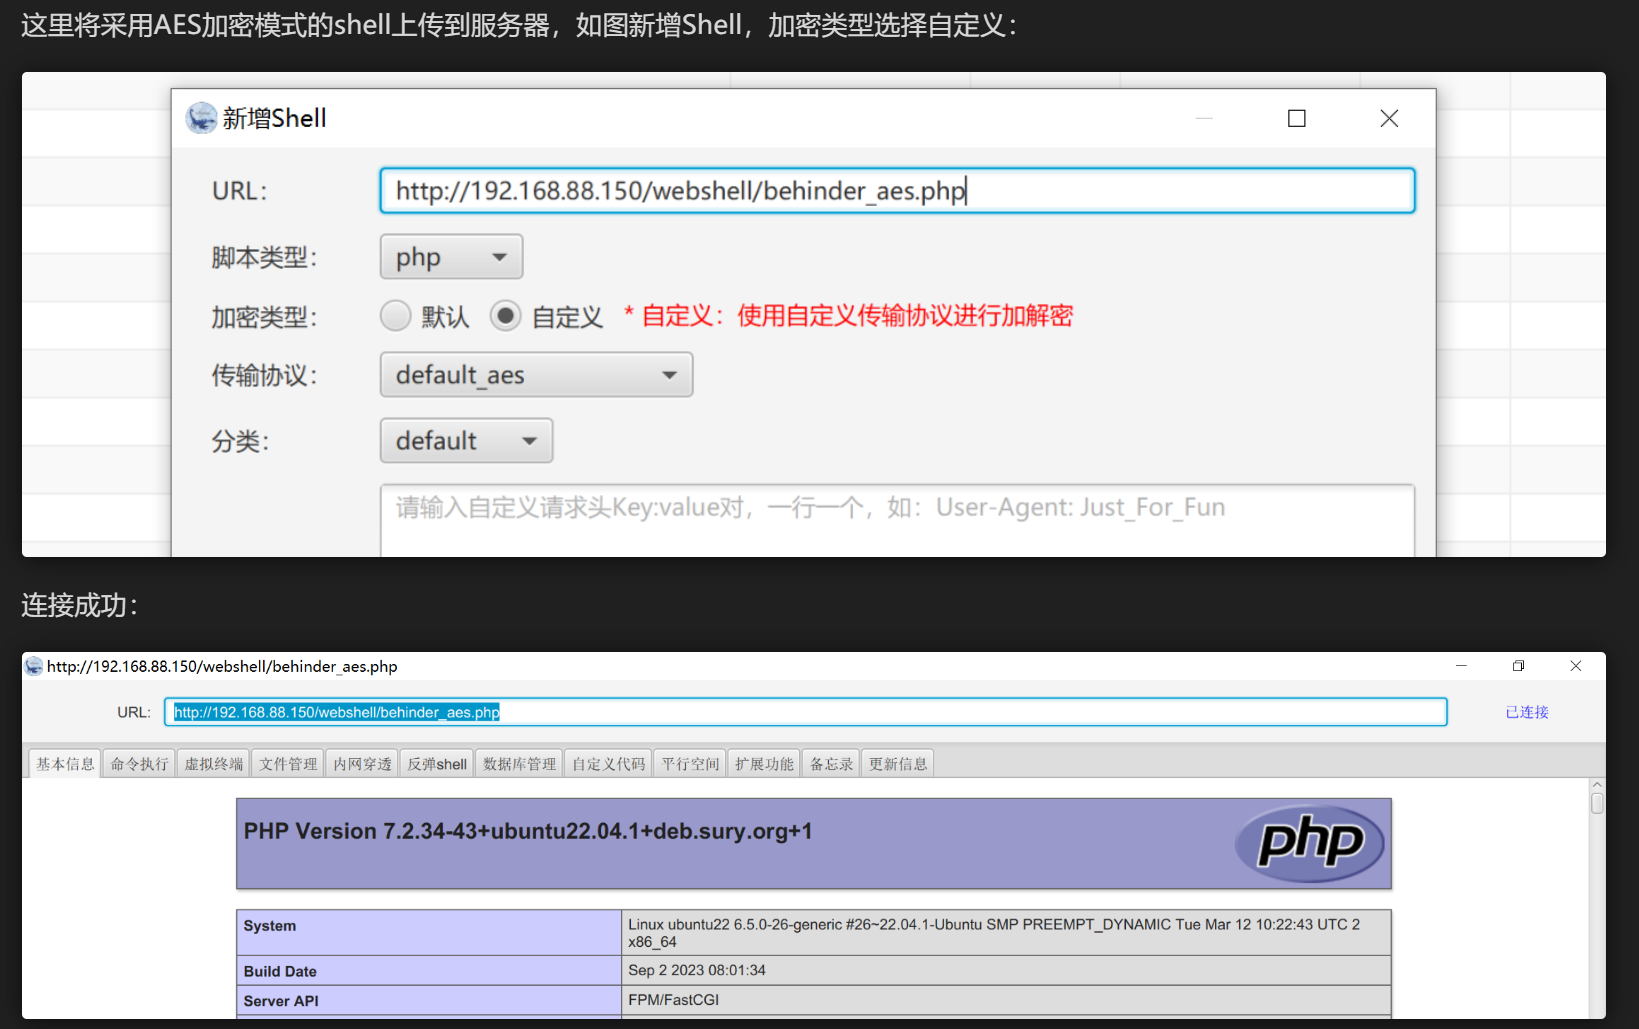 这里将采用AES加密模式的shell上传到服务器，如图新增Shell，加密类型选择自定义：
新增Shell
URL：
http://192.168.88.150/webshell/behinder_aes.php
脚本类型：
php
加密类型：
默认
自定义
* 自定义：使用自定义传输协议进行加解密
传输协议：
default_aes
分类：
default
请输入自定义请求头Key:value对，一行一个，如：User-Agent: Just_For_Fun
连接成功：
http://192.168.88.150/webshell/behinder_aes.php
URL:
http://192.168.88.150/webshell/behinder_aes.php
已连接
基本信息
命令执行
虚拟终端
文件管理
内网穿透
反弹shell
数据库管理
自定义代码
平行空间
扩展功能
备忘录
更新信息
PHP Version 7.2.34-43+ubuntu22.04.1+deb.sury.org+1
php
System
Linux ubuntu22 6.5.0-26-generic #26~22.04.1-Ubuntu SMP PREEMPT_DYNAMIC Tue Mar 12 10:22:43 UTC 2
x86_64
Build Date
Sep 2 2023 08:01:34
Server API
FPM/FastCGI